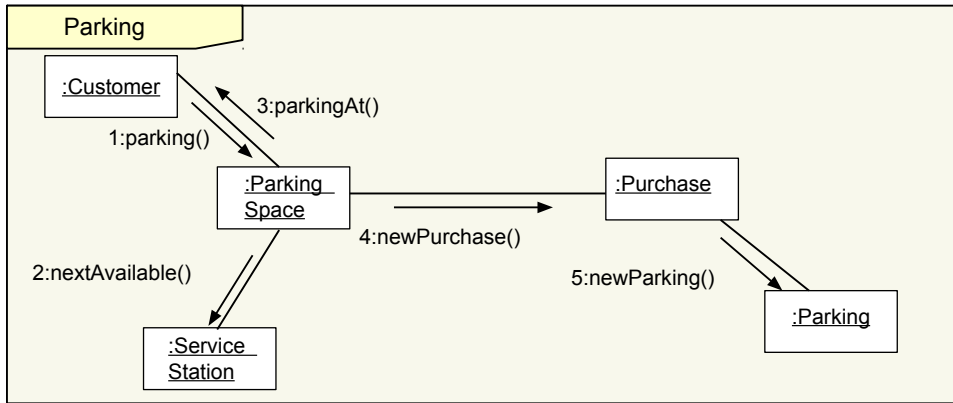 Parking
:Customer
3:parkingAt()
1:parking()
:Parking
Space
:Purchase
4:newPurchase()
2:nextAvailable()
5:newParking()
:Parking
:Service
Station